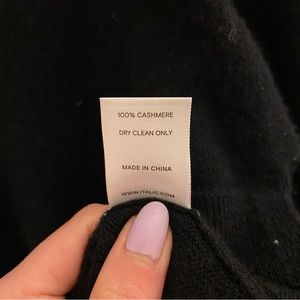 100% CASHMERE
DRY CLEAN ONLY
MADE IN CHINA
WWW.ITALIC.COM